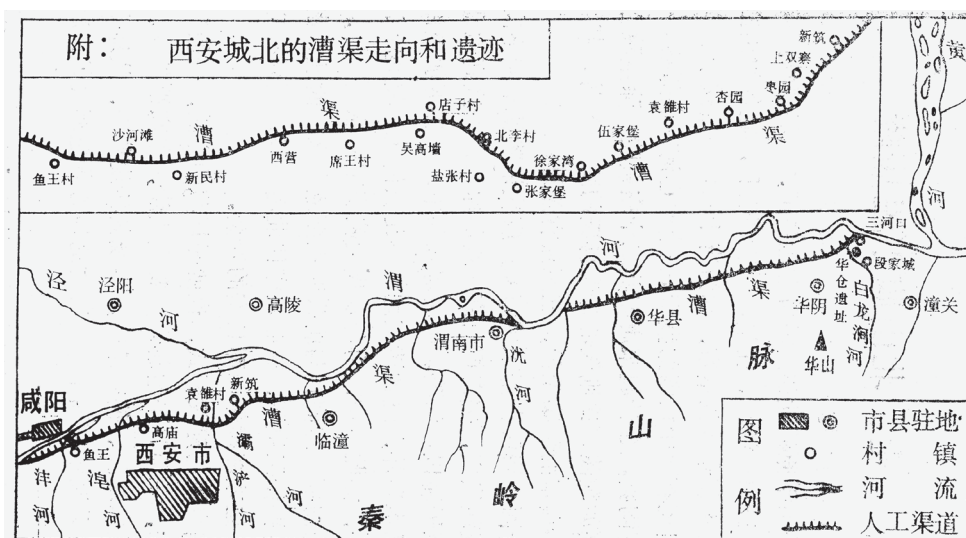 附： 西安城北的漕渠走向和遗迹
新筑
上双寨
枣园
杏园
袁雒村
店子村
渠
漕
沙河滩
伍家堡
北李村
渠
吴高墙
西营
席王村
徐家湾
漕
鱼王村
新民村
盐张村
张家堡
黄
河
三河口
河
段家城
华仓遗址
白龙涧河
泾
泾阳
高陵
渭
漕
渠
华阴
潼关
河
华县
渭南市
华山
脉
渠
沋河
咸阳
袁雒村
新筑
漕
临潼
山
高庙
鱼王
西安市
灞
浐河
河
沣河
皂河
岭
秦
图例
市县驻地
村 镇
河 流
人工渠道